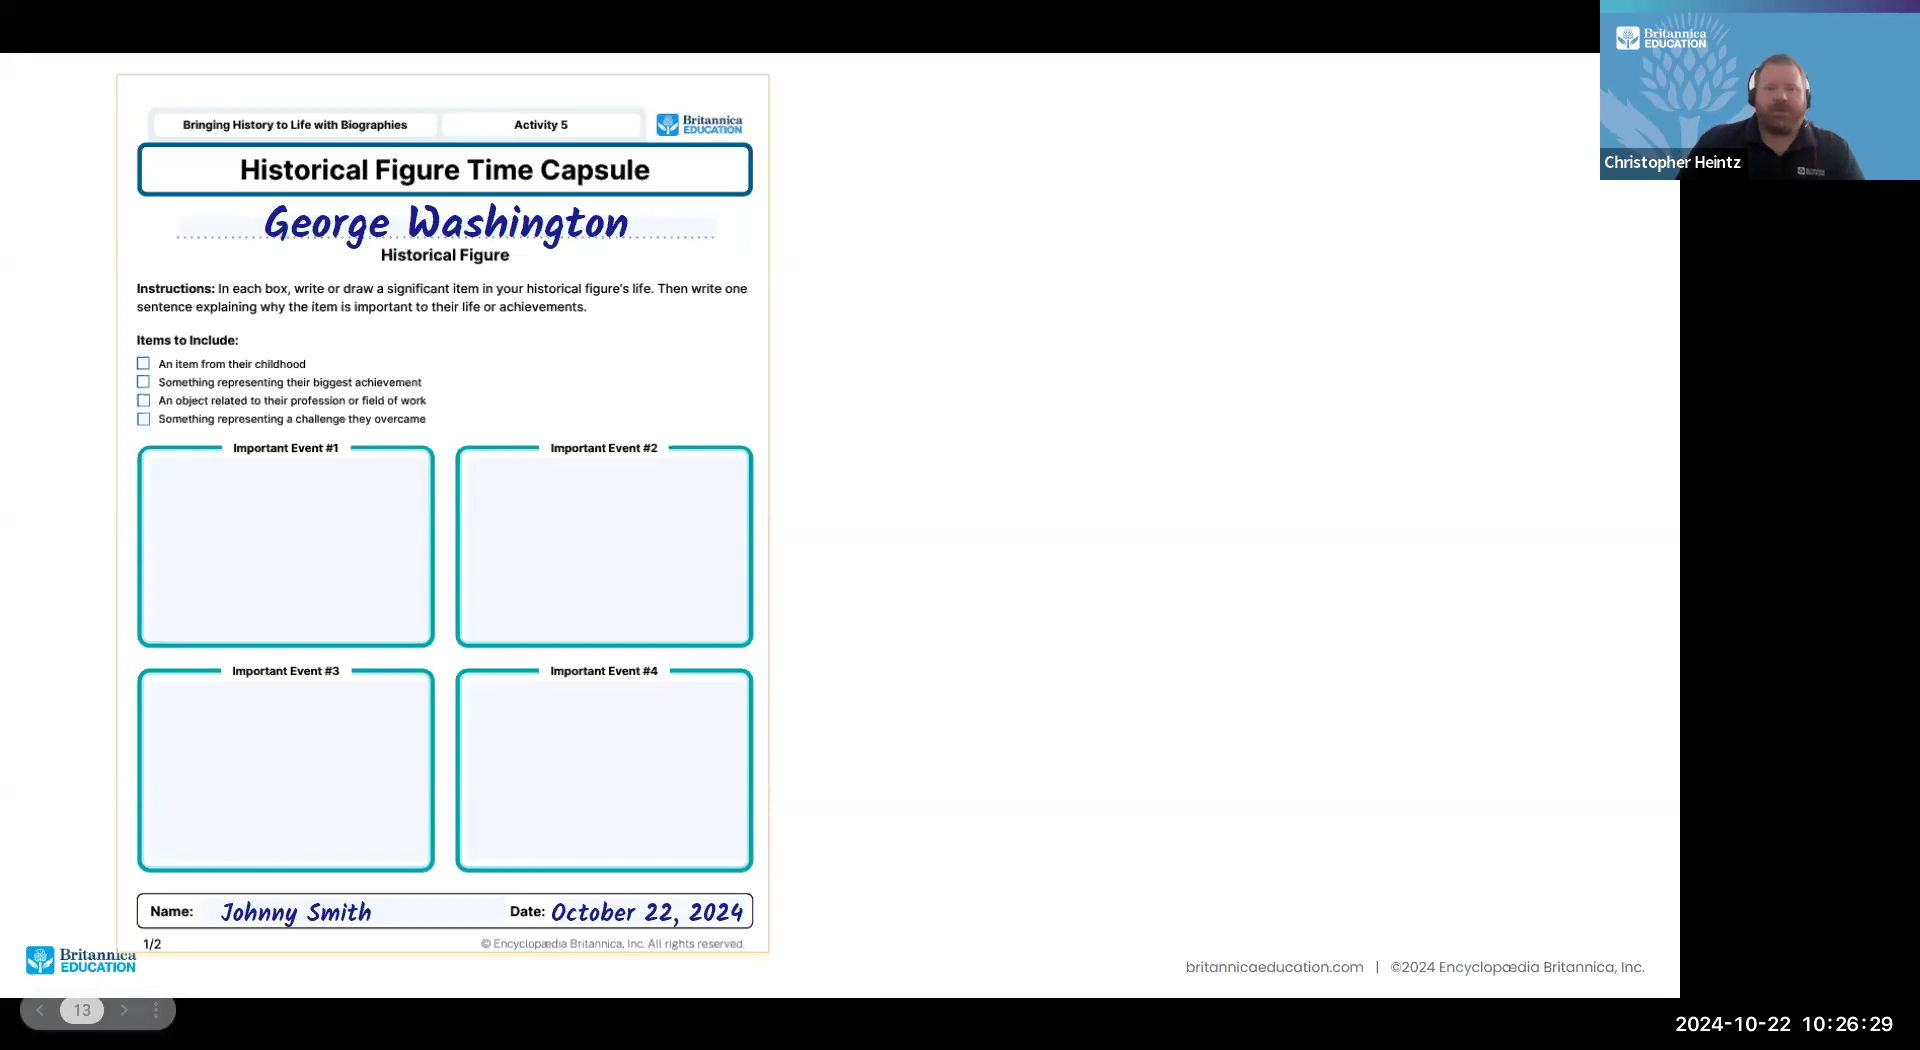 Bringing History to Life with Biographies
Activity 5
Britannica
EDUCATION
Historical Figure Time Capsule
George Washington
Historical Figure
Instructions: In each box, write or draw a significant item in your historical figure's life. Then write one
sentence explaining why the item is important to their life or achievements.
Items to Include:
An item from their childhood
Something representing their biggest achievement
An object related to their profession or field of work
Something representing a challenge they overcame
Important Event #1
Important Event #2
Important Event #3
Important Event #4
Name: Johnny Smith
Date: October 22, 2024
1/2
© Encyclopædia Britannica, Inc. All rights reserved.
Britannica
EDUCATION
britannicaeducation.com | ©2024 Encyclopædia Britannica, Inc.
13
Britannica
EDUCATION
Christopher Heintz
2024-10-22 10:26:29